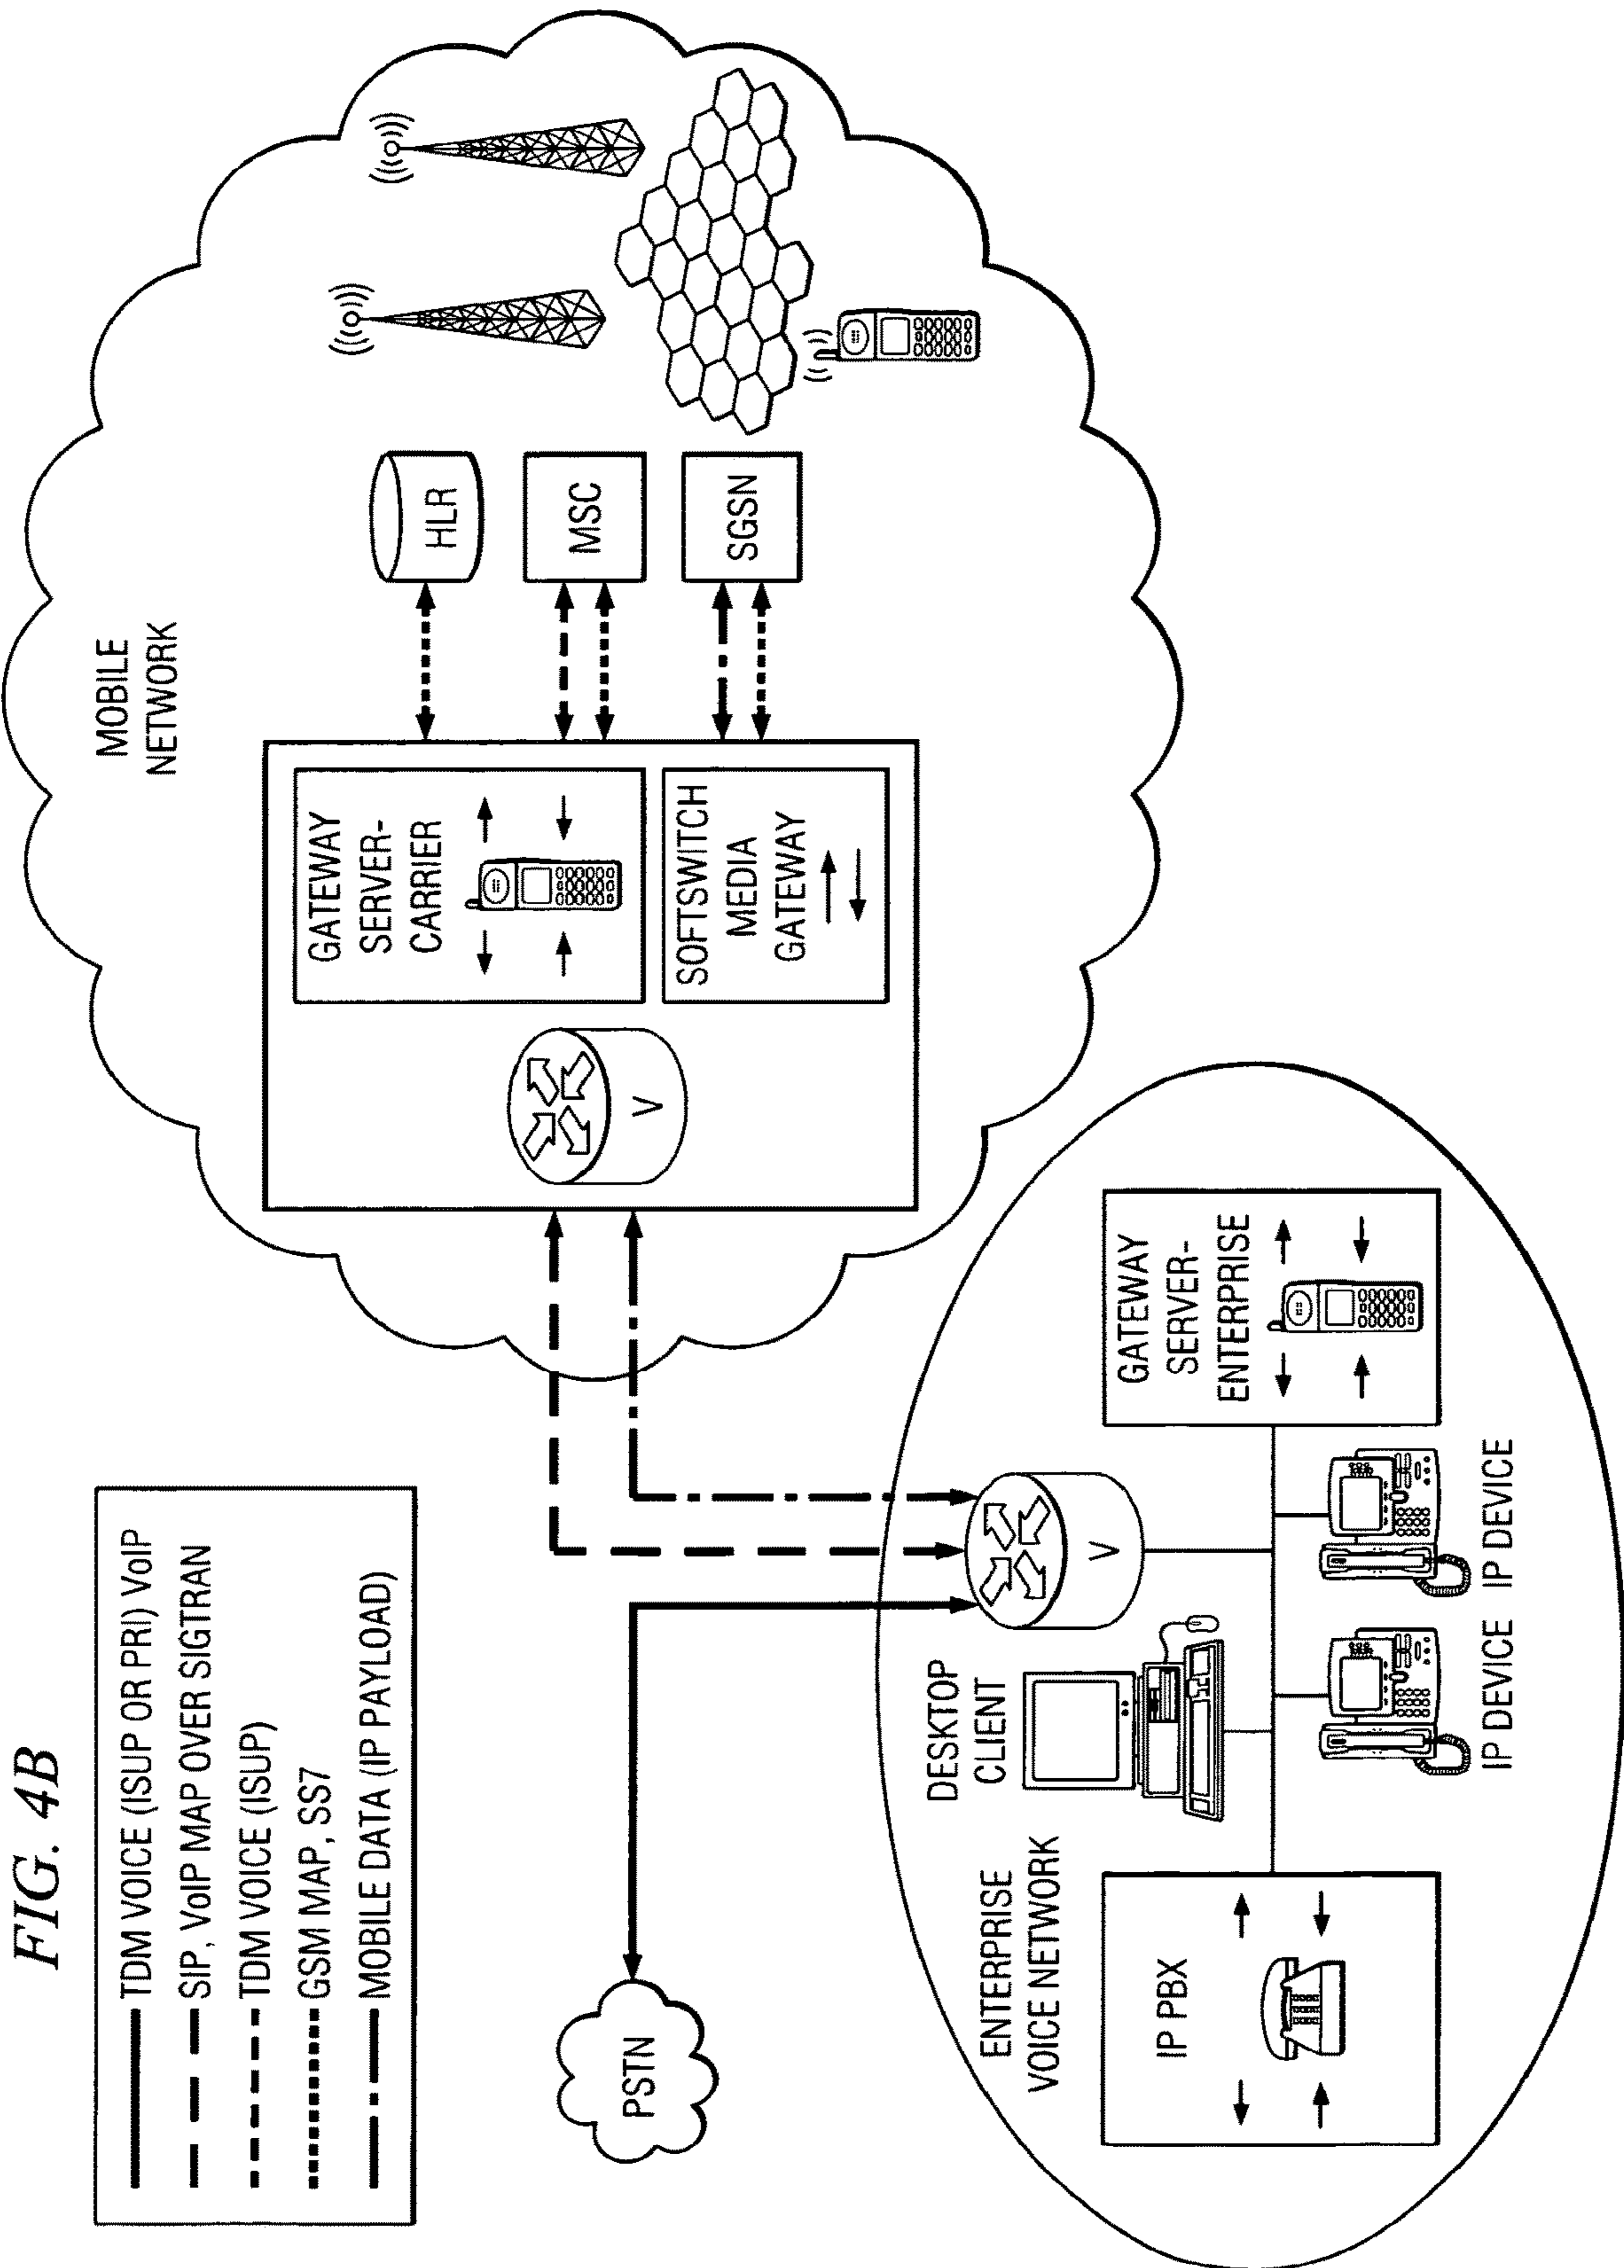 FIG. 4B
TDM VOICE (ISUP OR PRI) VoIP
SIP, VoIP MAP OVER SIGTRAN
TDM VOICE (ISUP)
GSM MAP, SS7
MOBILE DATA (IP PAYLOAD)
MOBILE
NETWORK
GATEWAY
SERVER-
CARRIER
SOFTSWITCH
MEDIA
GATEWAY
V
HLR
MSC
SGSN
PSTN
ENTERPRISE
VOICE NETWORK
DESKTOP
CLIENT
V
IP PBX
GATEWAY
SERVER-
ENTERPRISE
IP DEVICE
IP DEVICE